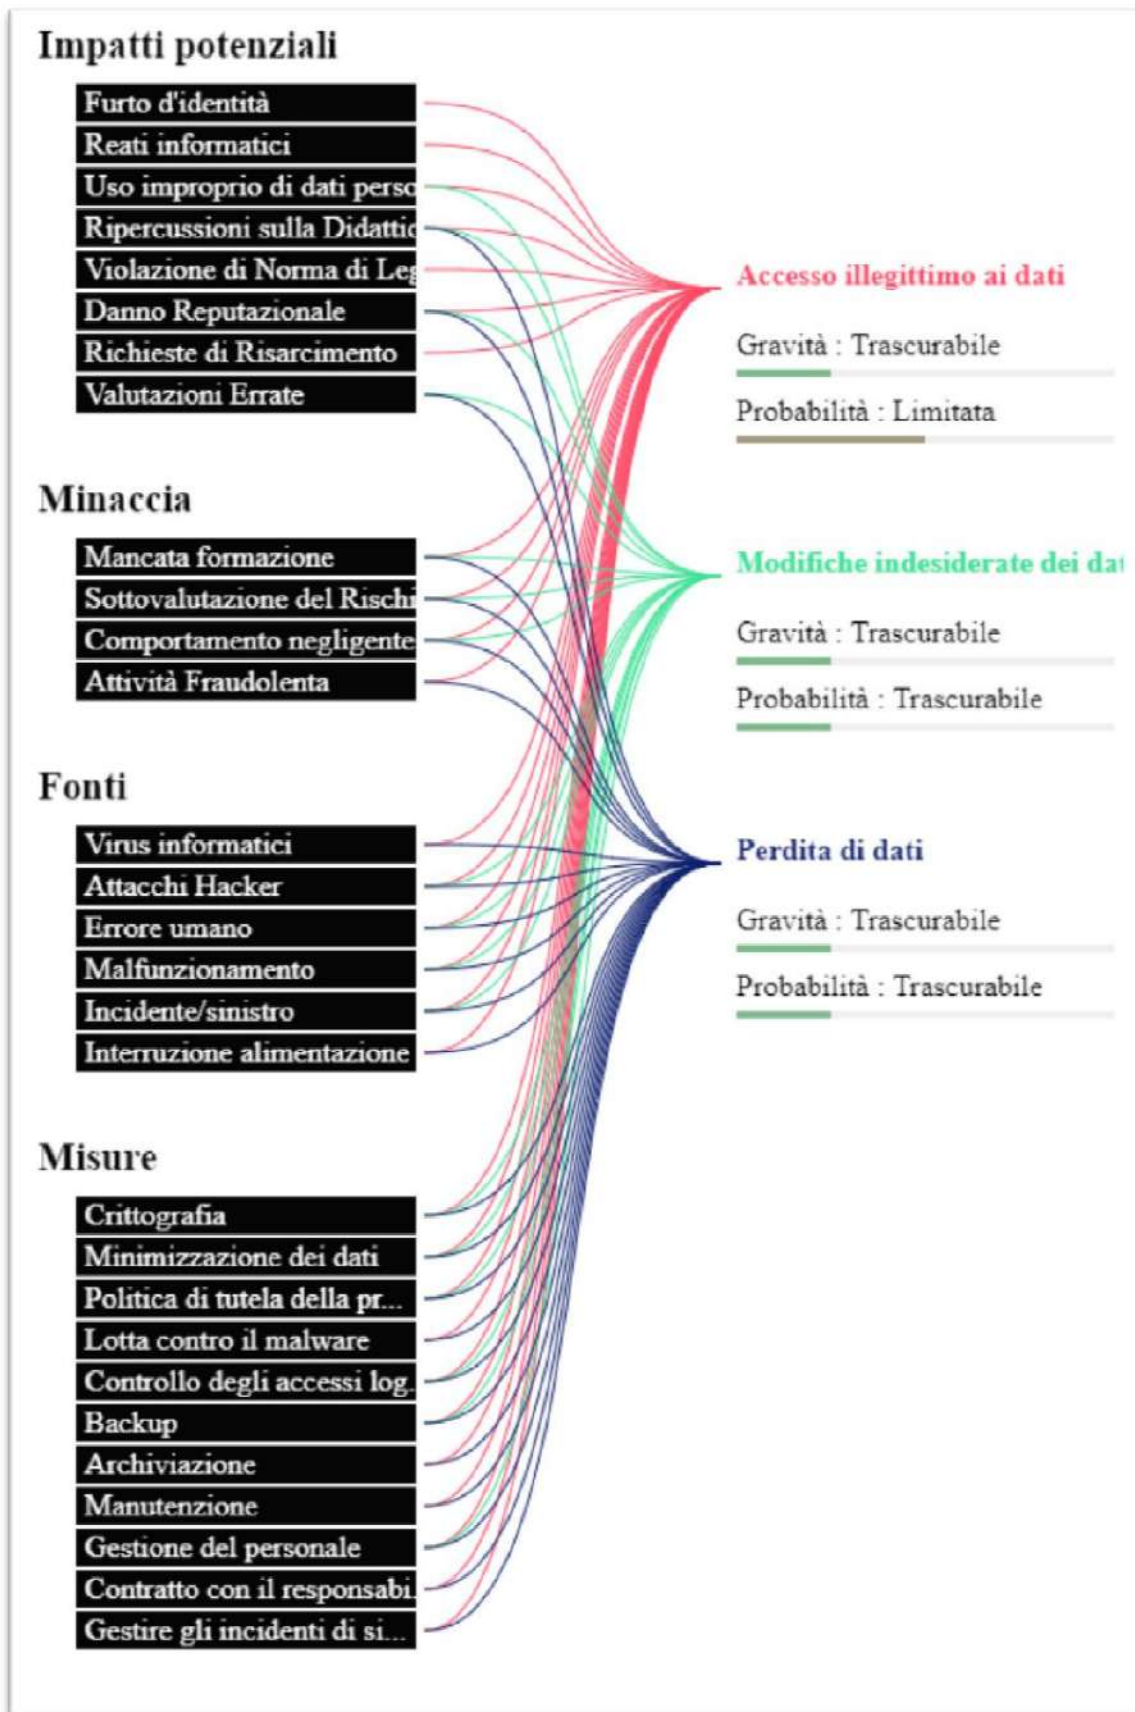 Impatti potenziali
Furto d'identità
Reati informatici
Uso improprio di dati perso
Ripercussioni sulla Didattic
Violazione di Norma di Leg
Danno Reputazionale
Richieste di Risarcimento
Valutazioni Errate
Minaccia
Mancata formazione
Sottovalutazione del Rischi
Comportamento negligente
Attività Fraudolenta
Fonti
Virus informatici
Attacchi Hacker
Errore umano
Malfunzionamento
Incidente/sinistro
Interruzione alimentazione
Misure
Crittografia
Minimizzazione dei dati
Politica di tutela della pr...
Lotta contro il malware
Controllo degli accessi log.
Backup
Archiviazione
Manutenzione
Gestione del personale
Contratto con il responsabi.
Gestire gli incidenti di si...
Accesso illegittimo ai dati
Gravità : Trascurabile
Probabilità : Limitata
Modifiche indesiderate dei dat
Gravità : Trascurabile
Probabilità : Trascurabile
Perdita di dati
Gravità : Trascurabile
Probabilità : Trascurabile